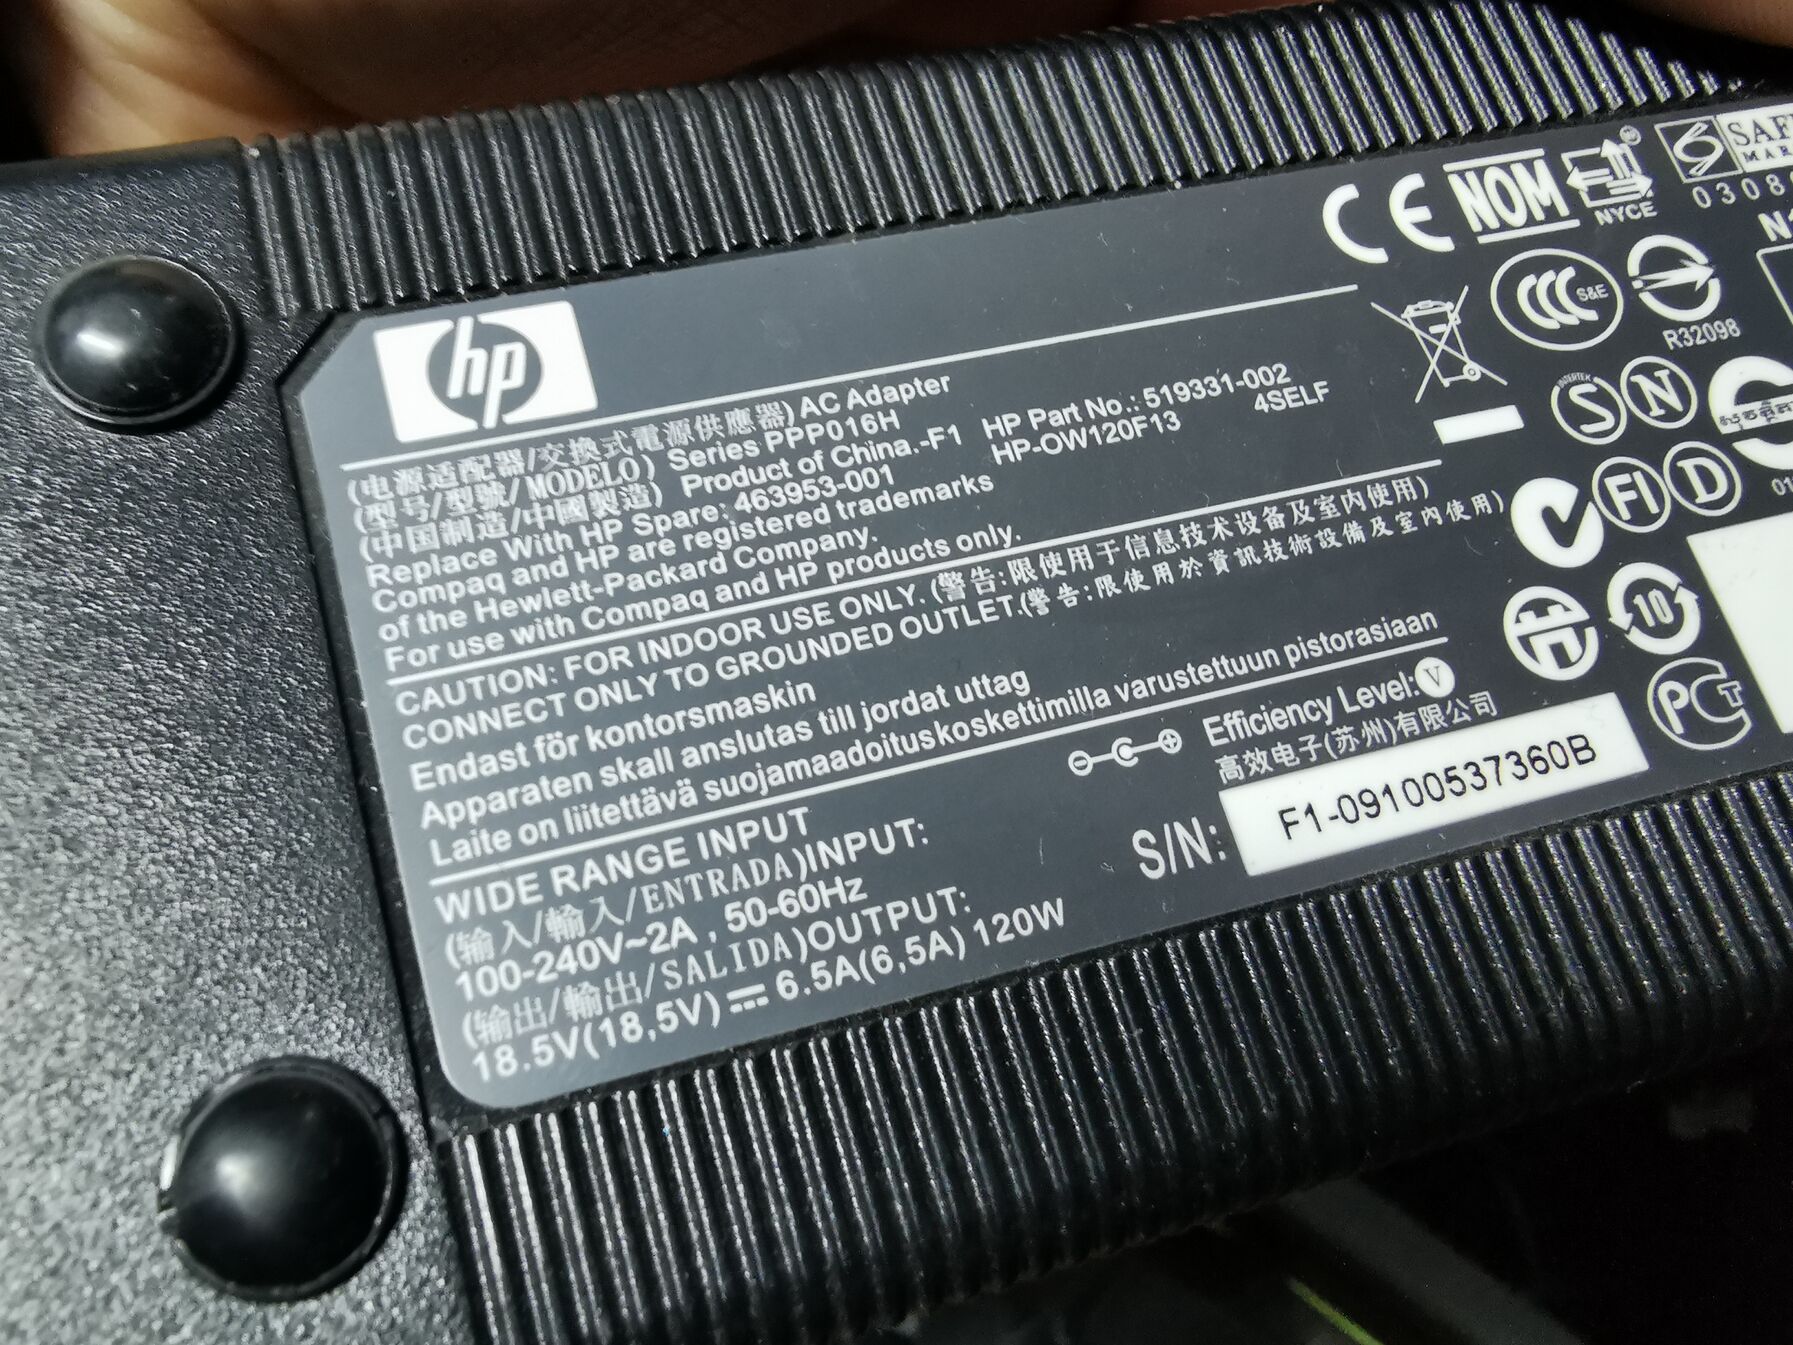 hp
(电源适配器/交換式電源供應器) AC Adapter
(型号/型號/MODELO) Series PPP016H
(中国制造/中國製造) Product of China.-F1
HP Part No.: 519331-002
HP-OW120F13 4SELF
Replace With HP Spare: 463953-001
Compaq and HP are registered trademarks
of the Hewlett-Packard Company.
For use with Compaq and HP products only.
CAUTION: FOR INDOOR USE ONLY. (警告:限使用于信息技术设备及室内使用)
CONNECT ONLY TO GROUNDED OUTLET.(警告:限使用於資訊技術設備及室內使用)
Endast för kontorsmaskin
Apparaten skall anslutas till jordat uttag
Laite on liitettävä suojamaadoituskoskettimilla varustettuun pistorasiaan
WIDE RANGE INPUT
(输入/輸入/ENTRADA)INPUT:
100-240V~2A , 50-60Hz
(输出/輸出/SALIDA)OUTPUT:
18.5V(18,5V) 6.5A(6,5A) 120W
Efficiency Level: V
高效电子(苏州)有限公司
S/N: F1-09100537360B
CE NOM NYCE
CCC S&E
R32098
INTERTEK S N
FI D
10
PCT